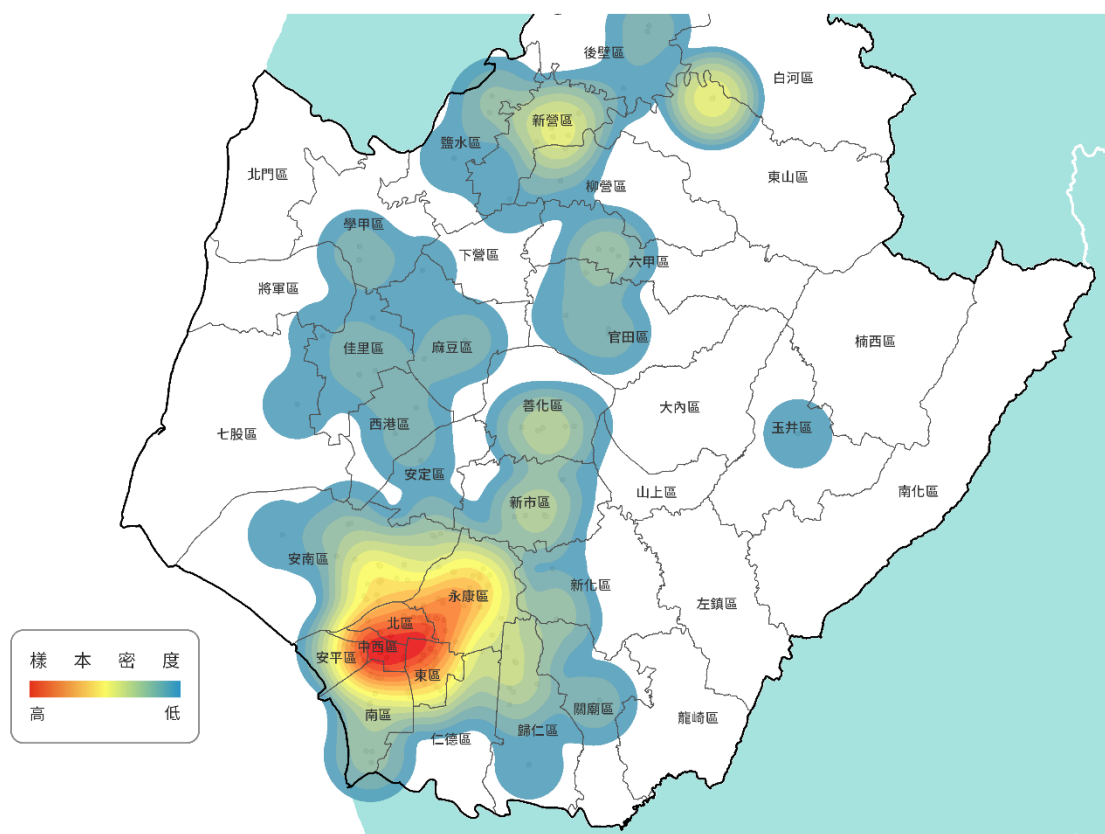 後壁區
白河區
新營區
鹽水區
北門區
柳營區
東山區
學甲區
下營區
六甲區
將軍區
官田區
楠西區
佳里區
麻豆區
大內區
善化區
西港區
玉井區
七股區
安定區
山上區
南化區
新市區
安南區
新化區
永康區
左鎮區
北區
中西區
安平區
東區
南區
關廟區
龍崎區
歸仁區
仁德區
樣本密度
高 低